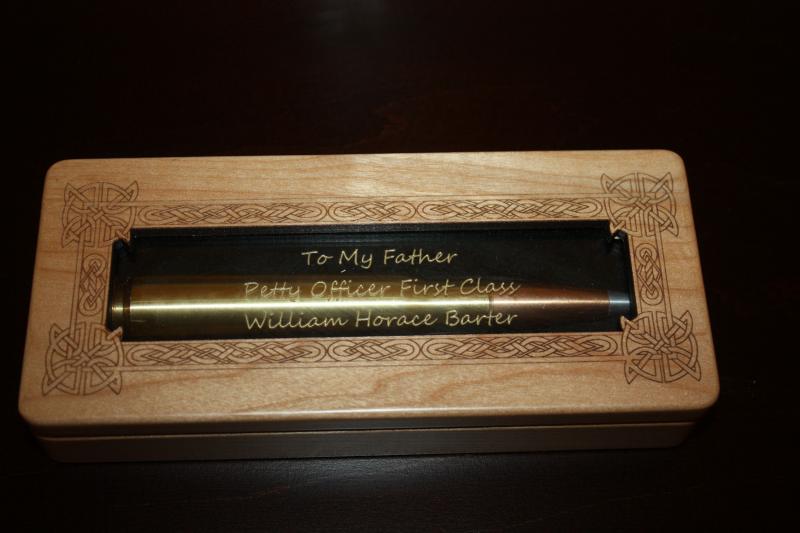 To My Father
Petty Officer First Class
William Horace Barter